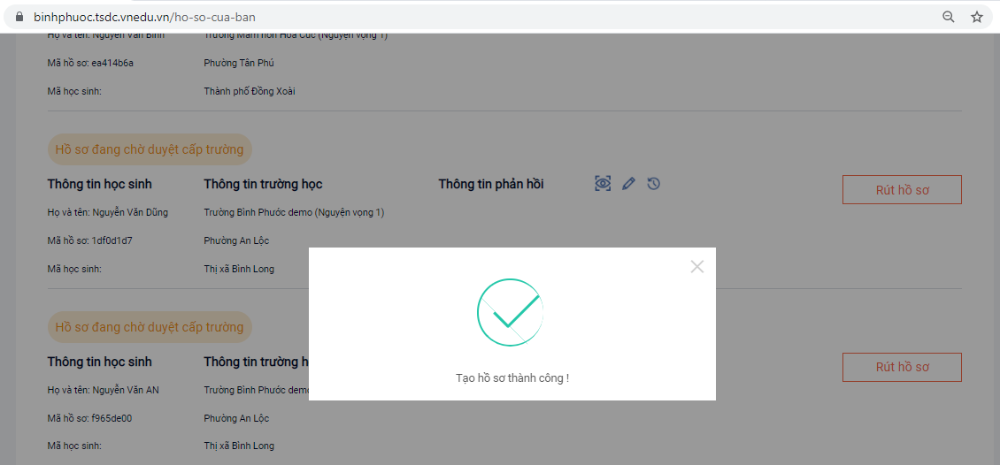 binhphuoc.tsdc.vnedu.vn/ho-so-cua-ban
Họ và tên: Nguyễn Văn Bình Trường Mầm non Hoa Cúc (Nguyện vọng 1)
Mã hồ sơ: ea414b6a Phường Tân Phú
Mã học sinh: Thành phố Đồng Xoài
Hồ sơ đang chờ duyệt cấp trường
Thông tin học sinh Thông tin trường học Thông tin phản hồi Rút hồ sơ
Họ và tên: Nguyễn Văn Dũng Trường Bình Phước demo (Nguyện vọng 1)
Mã hồ sơ: 1df0d1d7 Phường An Lộc
Mã học sinh: Thị xã Bình Long
Hồ sơ đang chờ duyệt cấp trường
Thông tin học sinh Thông tin trường h Rút hồ sơ
Họ và tên: Nguyễn Văn AN Trường Bình Phước demo
Mã hồ sơ: f965de00 Phường An Lộc
Mã học sinh: Thị xã Bình Long
Tạo hồ sơ thành công !